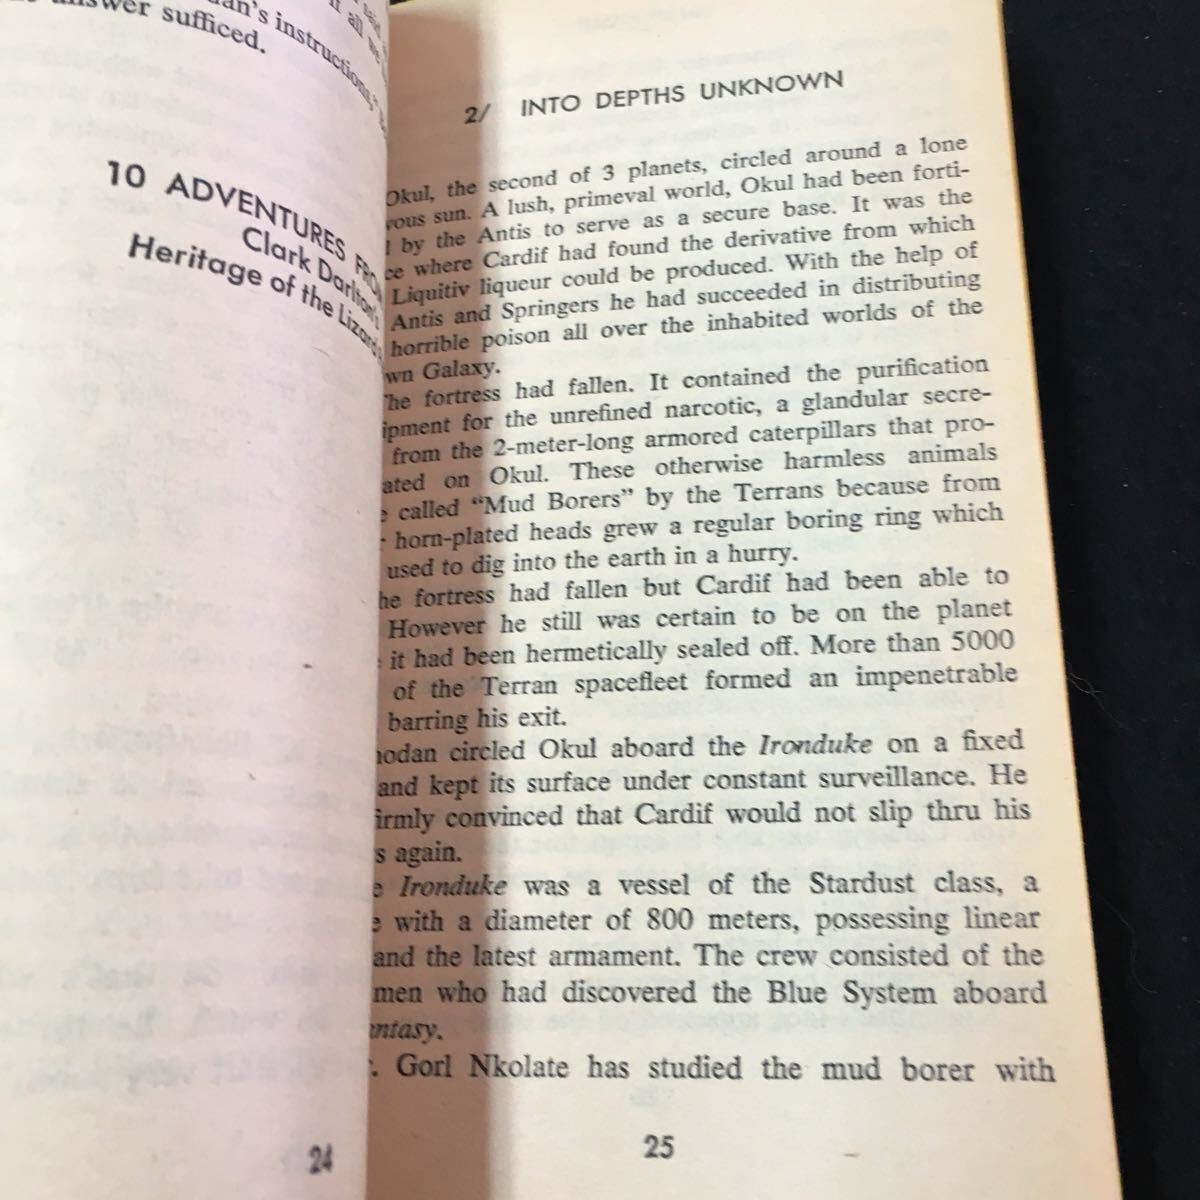 answer sufficed.
instructions,"
10 ADVENTURES FROM
Clark Darlton's
Heritage of the Lizard
24
2/ INTO DEPTHS UNKNOWN
Okul, the second of 3 planets, circled around a lone
sun. A lush, primeval world, Okul had been forti-
by the Antis to serve as a secure base. It was the
where Cardif had found the derivative from which
Liquitiv liqueur could be produced. With the help of
Antis and Springers he had succeeded in distributing
horrible poison all over the inhabited worlds of the
wn Galaxy.
he fortress had fallen. It contained the purification
ipment for the unrefined narcotic, a glandular secre-
from the 2-meter-long armored caterpillars that pro-
ated on Okul. These otherwise harmless animals
called “Mud Borers” by the Terrans because from
horn-plated heads grew a regular boring ring which
used to dig into the earth in a hurry.
he fortress had fallen but Cardif had been able to
However he still was certain to be on the planet
it had been hermetically sealed off. More than 5000
of the Terran spacefleet formed an impenetrable
barring his exit.
hodan circled Okul aboard the Ironduke on a fixed
and kept its surface under constant surveillance. He
irmly convinced that Cardif would not slip thru his
s again.
e Ironduke was a vessel of the Stardust class, a
e with a diameter of 800 meters, possessing linear
and the latest armament. The crew consisted of the
men who had discovered the Blue System aboard
ntasy.
. Gorl Nkolate has studied the mud borer with
25